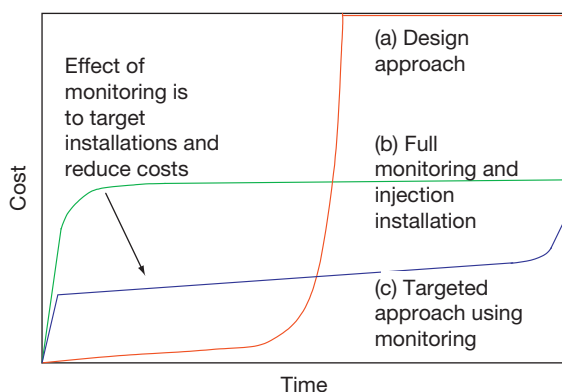 Effect of
monitoring is
to target
installations and
reduce costs
(a) Design
approach
(b) Full
monitoring and
injection
installation
(c) Targeted
approach using
monitoring
Cost
Time